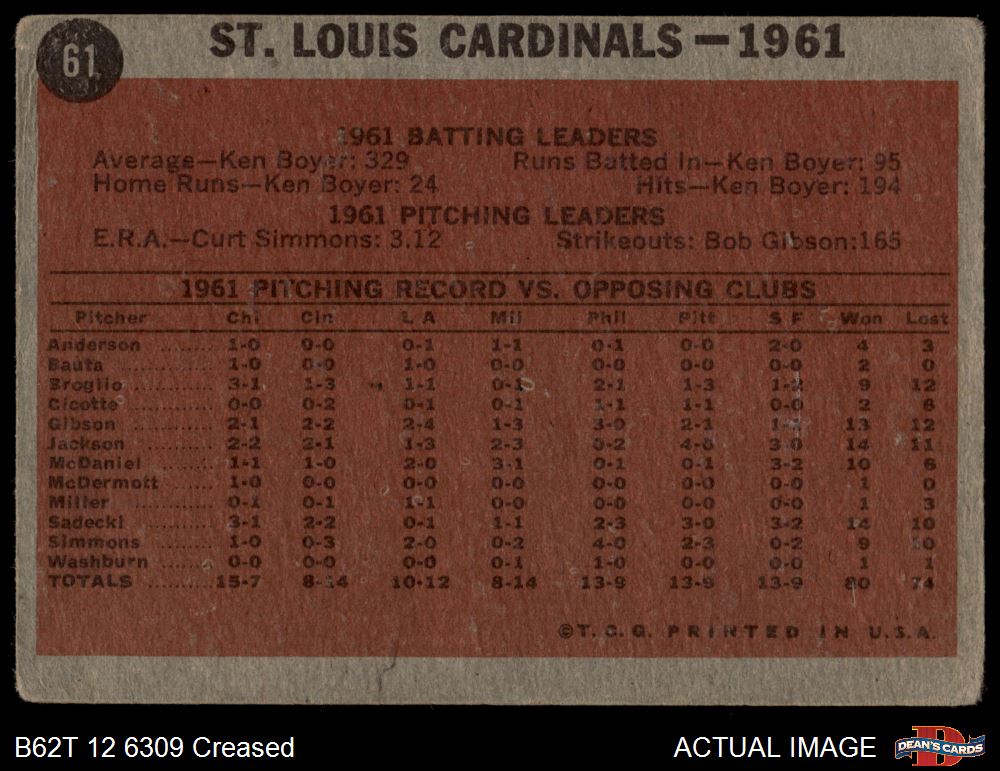 61
ST. LOUIS CARDINALS — 1961
1961 BATTING LEADERS
Average—Ken Boyer: 329 Runs Batted In—Ken Boyer: 95
Home Runs—Ken Boyer: 24 Hits—Ken Boyer: 194
1961 PITCHING LEADERS
E.R.A.—Curt Simmons: 3.12 Strikeouts: Bob Gibson:165
1961 PITCHING RECORD VS. OPPOSING CLUBS
Pitcher Chi Cin L A Mil Phil Pitt S F Won Lost
Anderson ........ 1-0 0-0 0-1 1-1 0-1 0-0 2-0 4 3
Bauta ............ 1-0 0-0 1-0 0-0 0-0 0-0 0-0 2 0
Broglio ........... 3-1 1-3 1-1 0-1 2-1 1-3 1-2 9 12
Cicotte ........... 0-0 0-2 0-1 0-1 1-1 1-1 0-0 2 6
Gibson ........... 2-1 2-2 2-4 1-3 3-0 2-1 13 12
Jackson ......... 2-2 2-1 1-3 2-3 0-2 3-0 14 11
McDaniel ....... 1-1 1-0 2-0 3-1 0-1 0-1 3-2 10 6
McDermott ..... 1-0 0-0 0-0 0-0 0-0 0-0 0-0 1 0
Miller ............ 0-1 0-1 1-1 0-0 0-0 0-0 0-0 1 3
Sadecki ......... 3-1 2-2 0-1 1-1 2-3 3-0 3-2 14 10
Simmons ....... 1-0 0-3 2-0 0-2 4-0 2-3 0-2 9 10
Washburn ...... 0-0 0-0 0-0 0-1 1-0 0-0 0-0 1 1
TOTALS ......... 15-7 8-14 10-12 8-14 13-9 13-9 13-9 80 74
©T. C. G. PRINTED IN U.S.A.
B62T 12 6309 Creased ACTUAL IMAGE DEAN'S CARDS